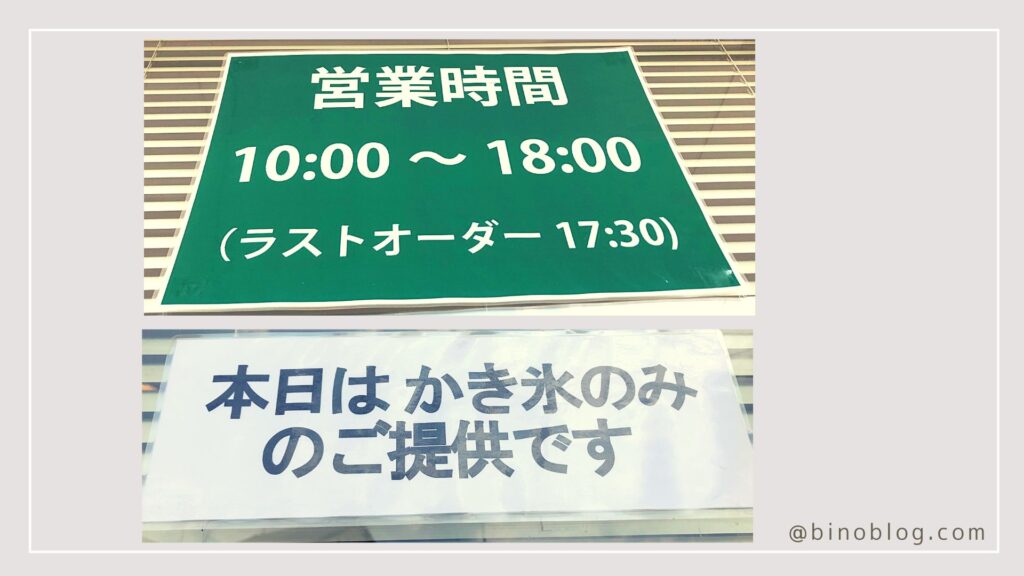 営業時間
10:00 ～ 18:00
(ラストオーダー 17:30)
本日は かき氷のみ
のご提供です
@binoblog.com